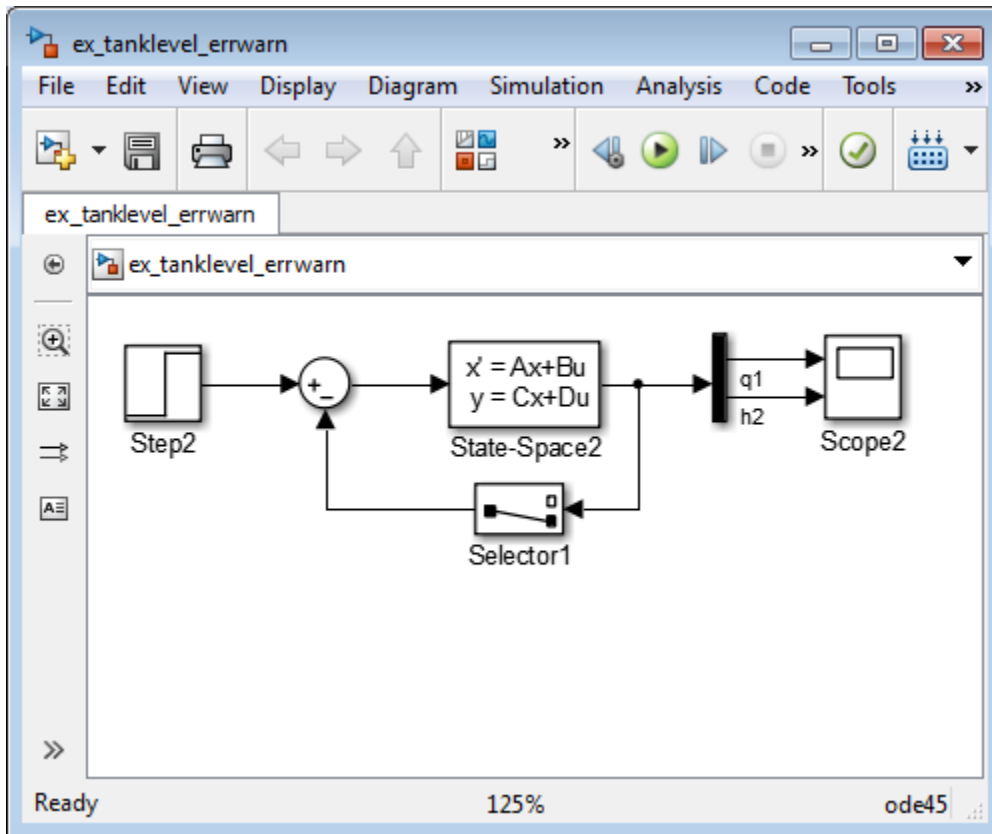 ex_tanklevel_errwarn
File Edit View Display Diagram Simulation Analysis Code Tools »
ex_tanklevel_errwarn
ex_tanklevel_errwarn
x' = Ax+Bu
y = Cx+Du
q1
h2
Step2
State-Space2
Scope2
Selector1
Ready 125% ode45